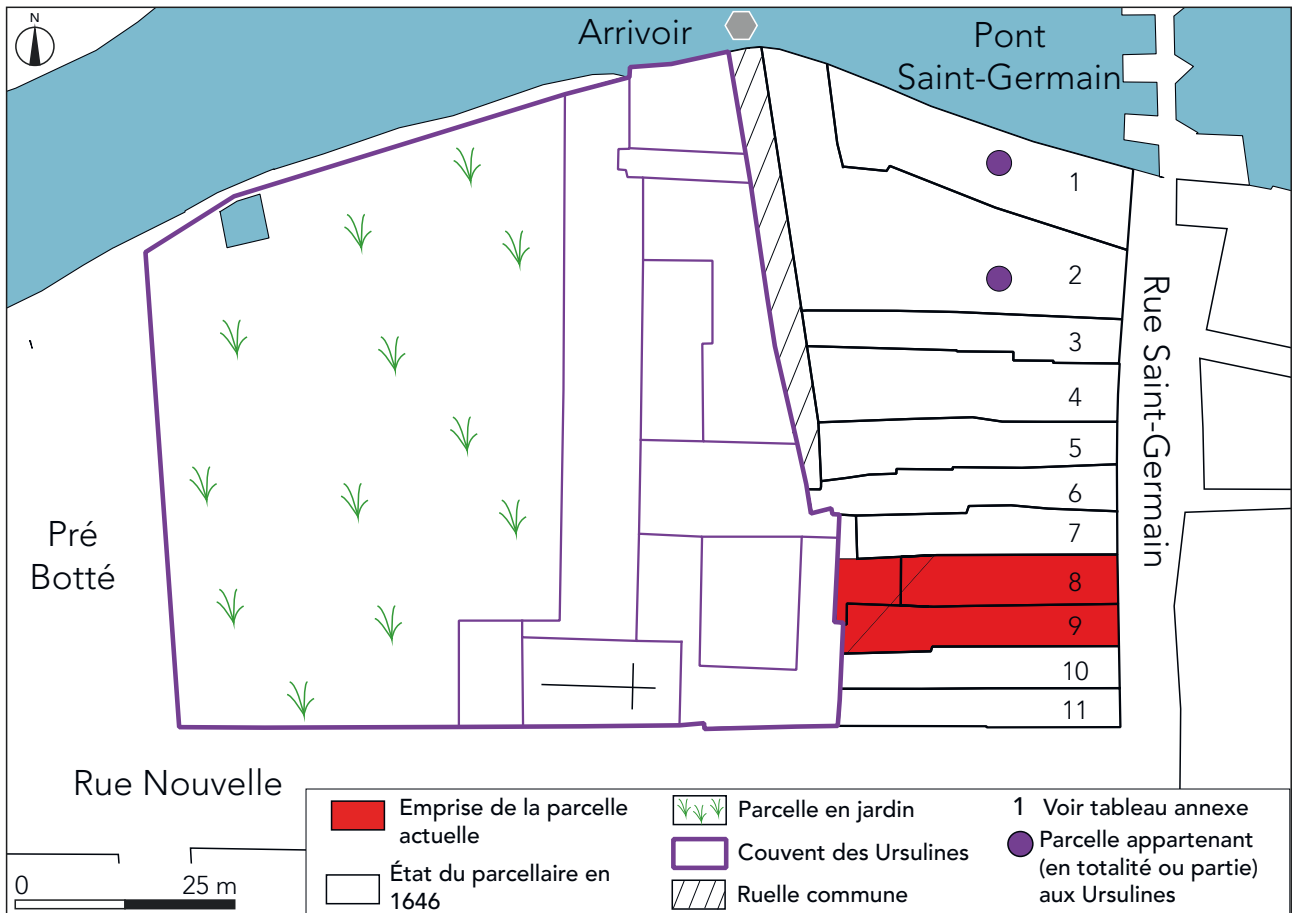 N
Arrivoir
Pont
Saint-Germain
1
2
3
4
5
6
7
8
9
10
11
Rue Saint-Germain
Pré
Botté
Rue Nouvelle
0 25 m
Emprise de la parcelle
actuelle
État du parcellaire en
1646
Parcelle en jardin
Couvent des Ursulines
Ruelle commune
1 Voir tableau annexe
Parcelle appartenant
(en totalité ou partie)
aux Ursulines